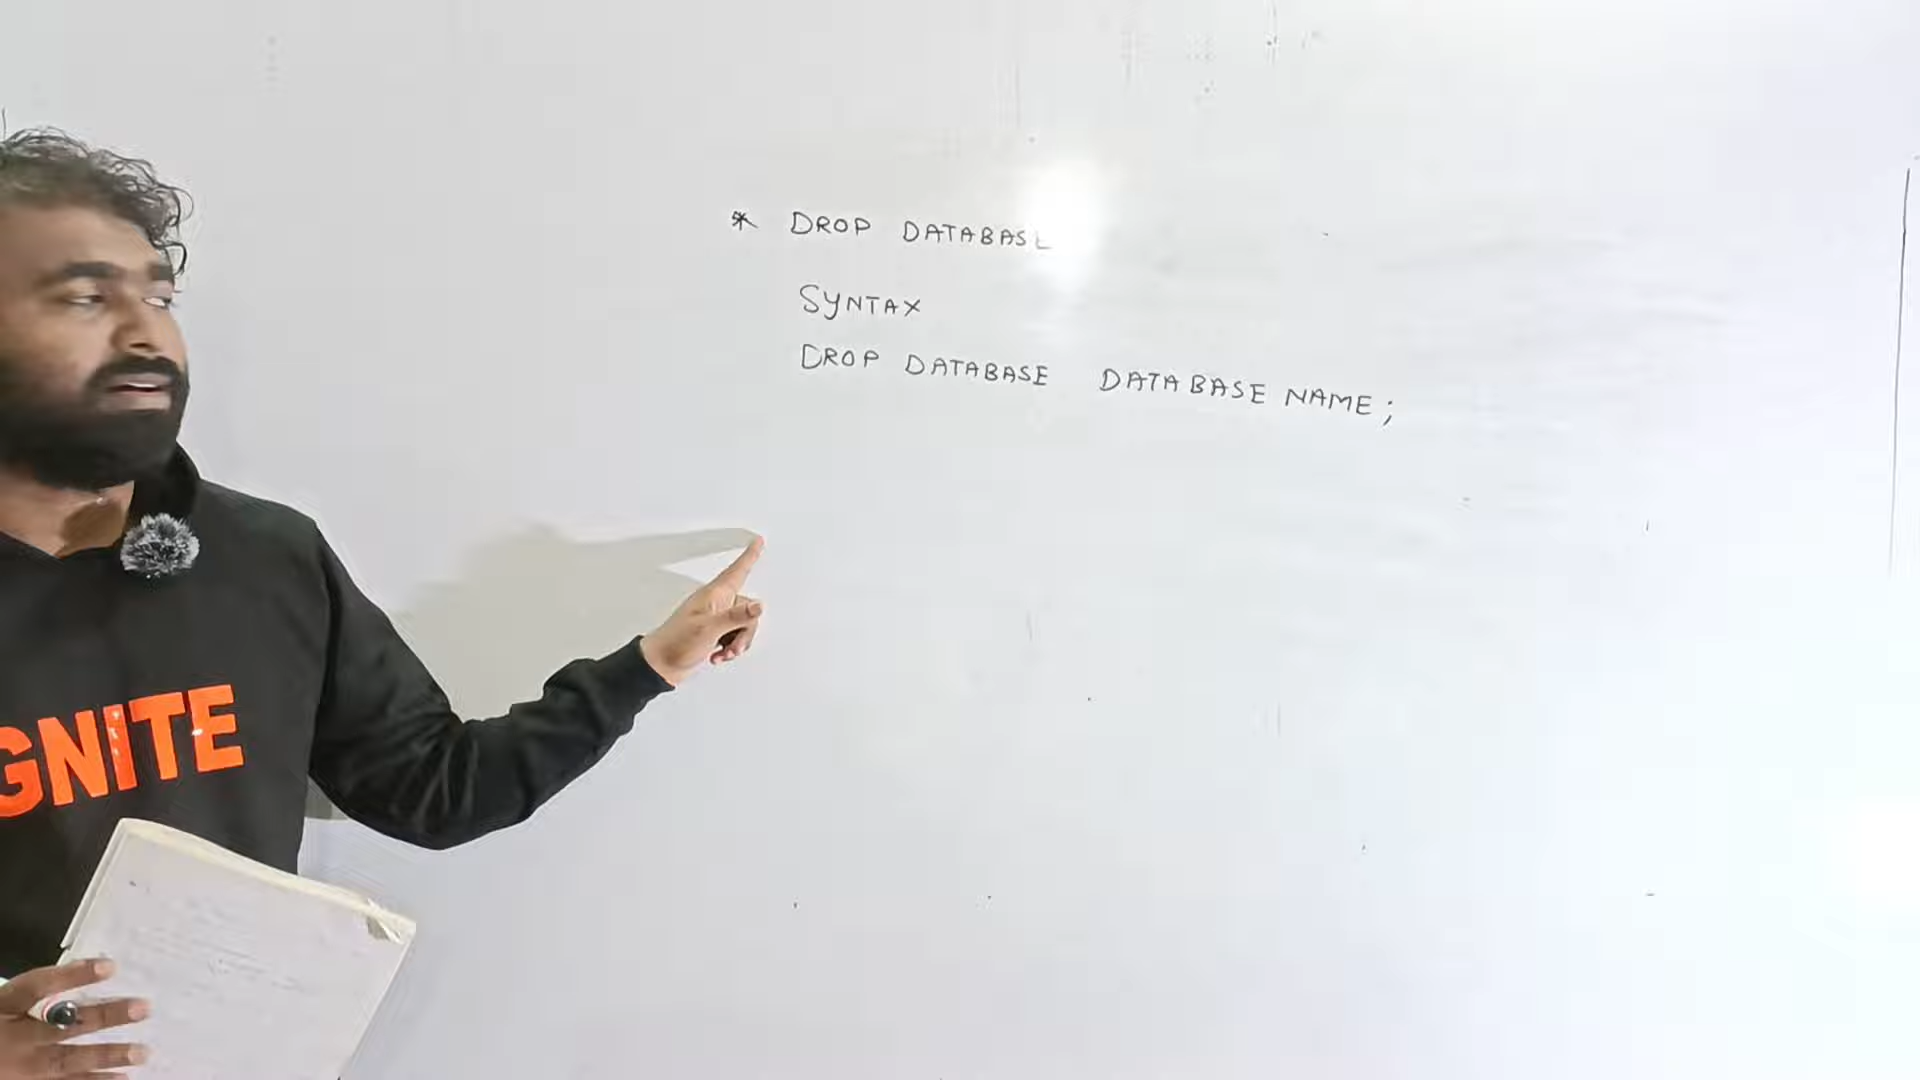 * DROP DATABASE
SYNTAX
DROP DATABASE DATABASE NAME;
GNITE